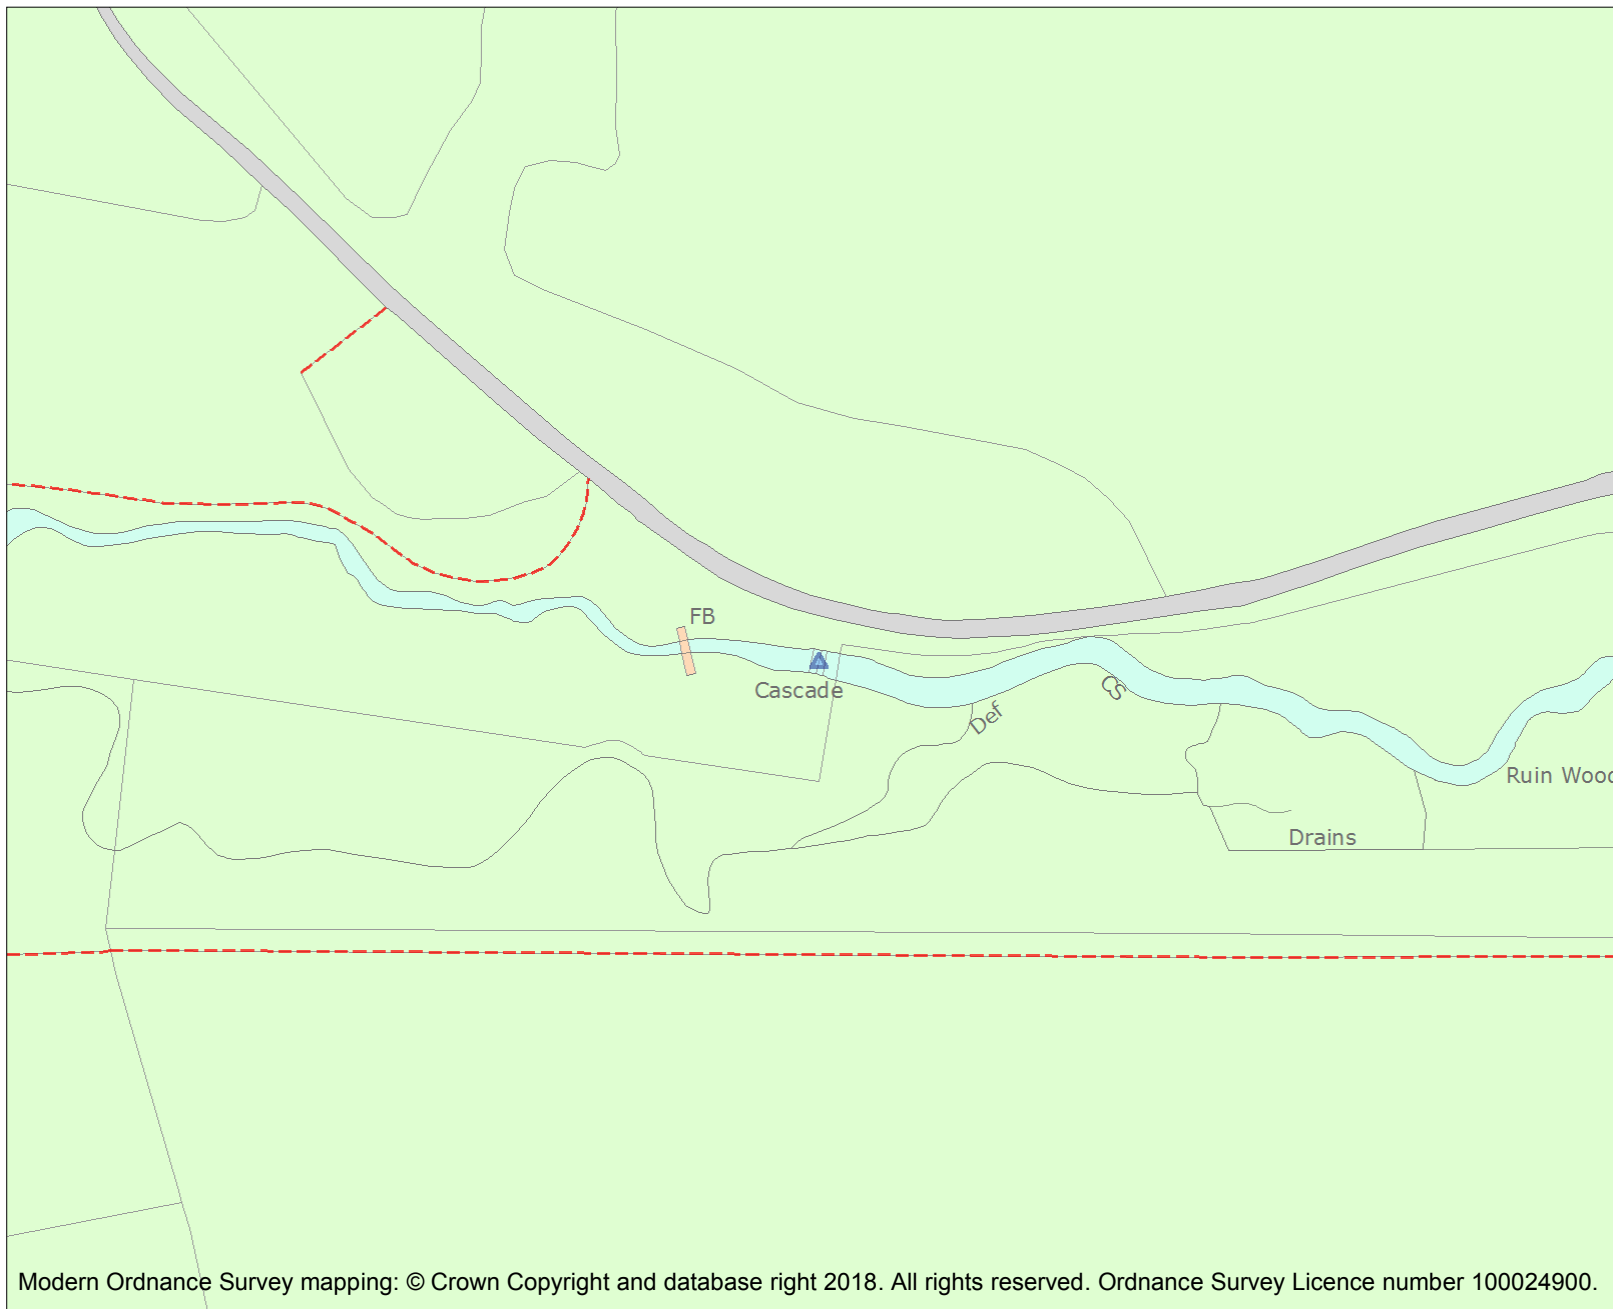 FB
Cascade
CS
Def
Ruin Wood
Drains
Modern Ordnance Survey mapping: © Crown Copyright and database right 2018. All rights reserved. Ordnance Survey Licence number 100024900.